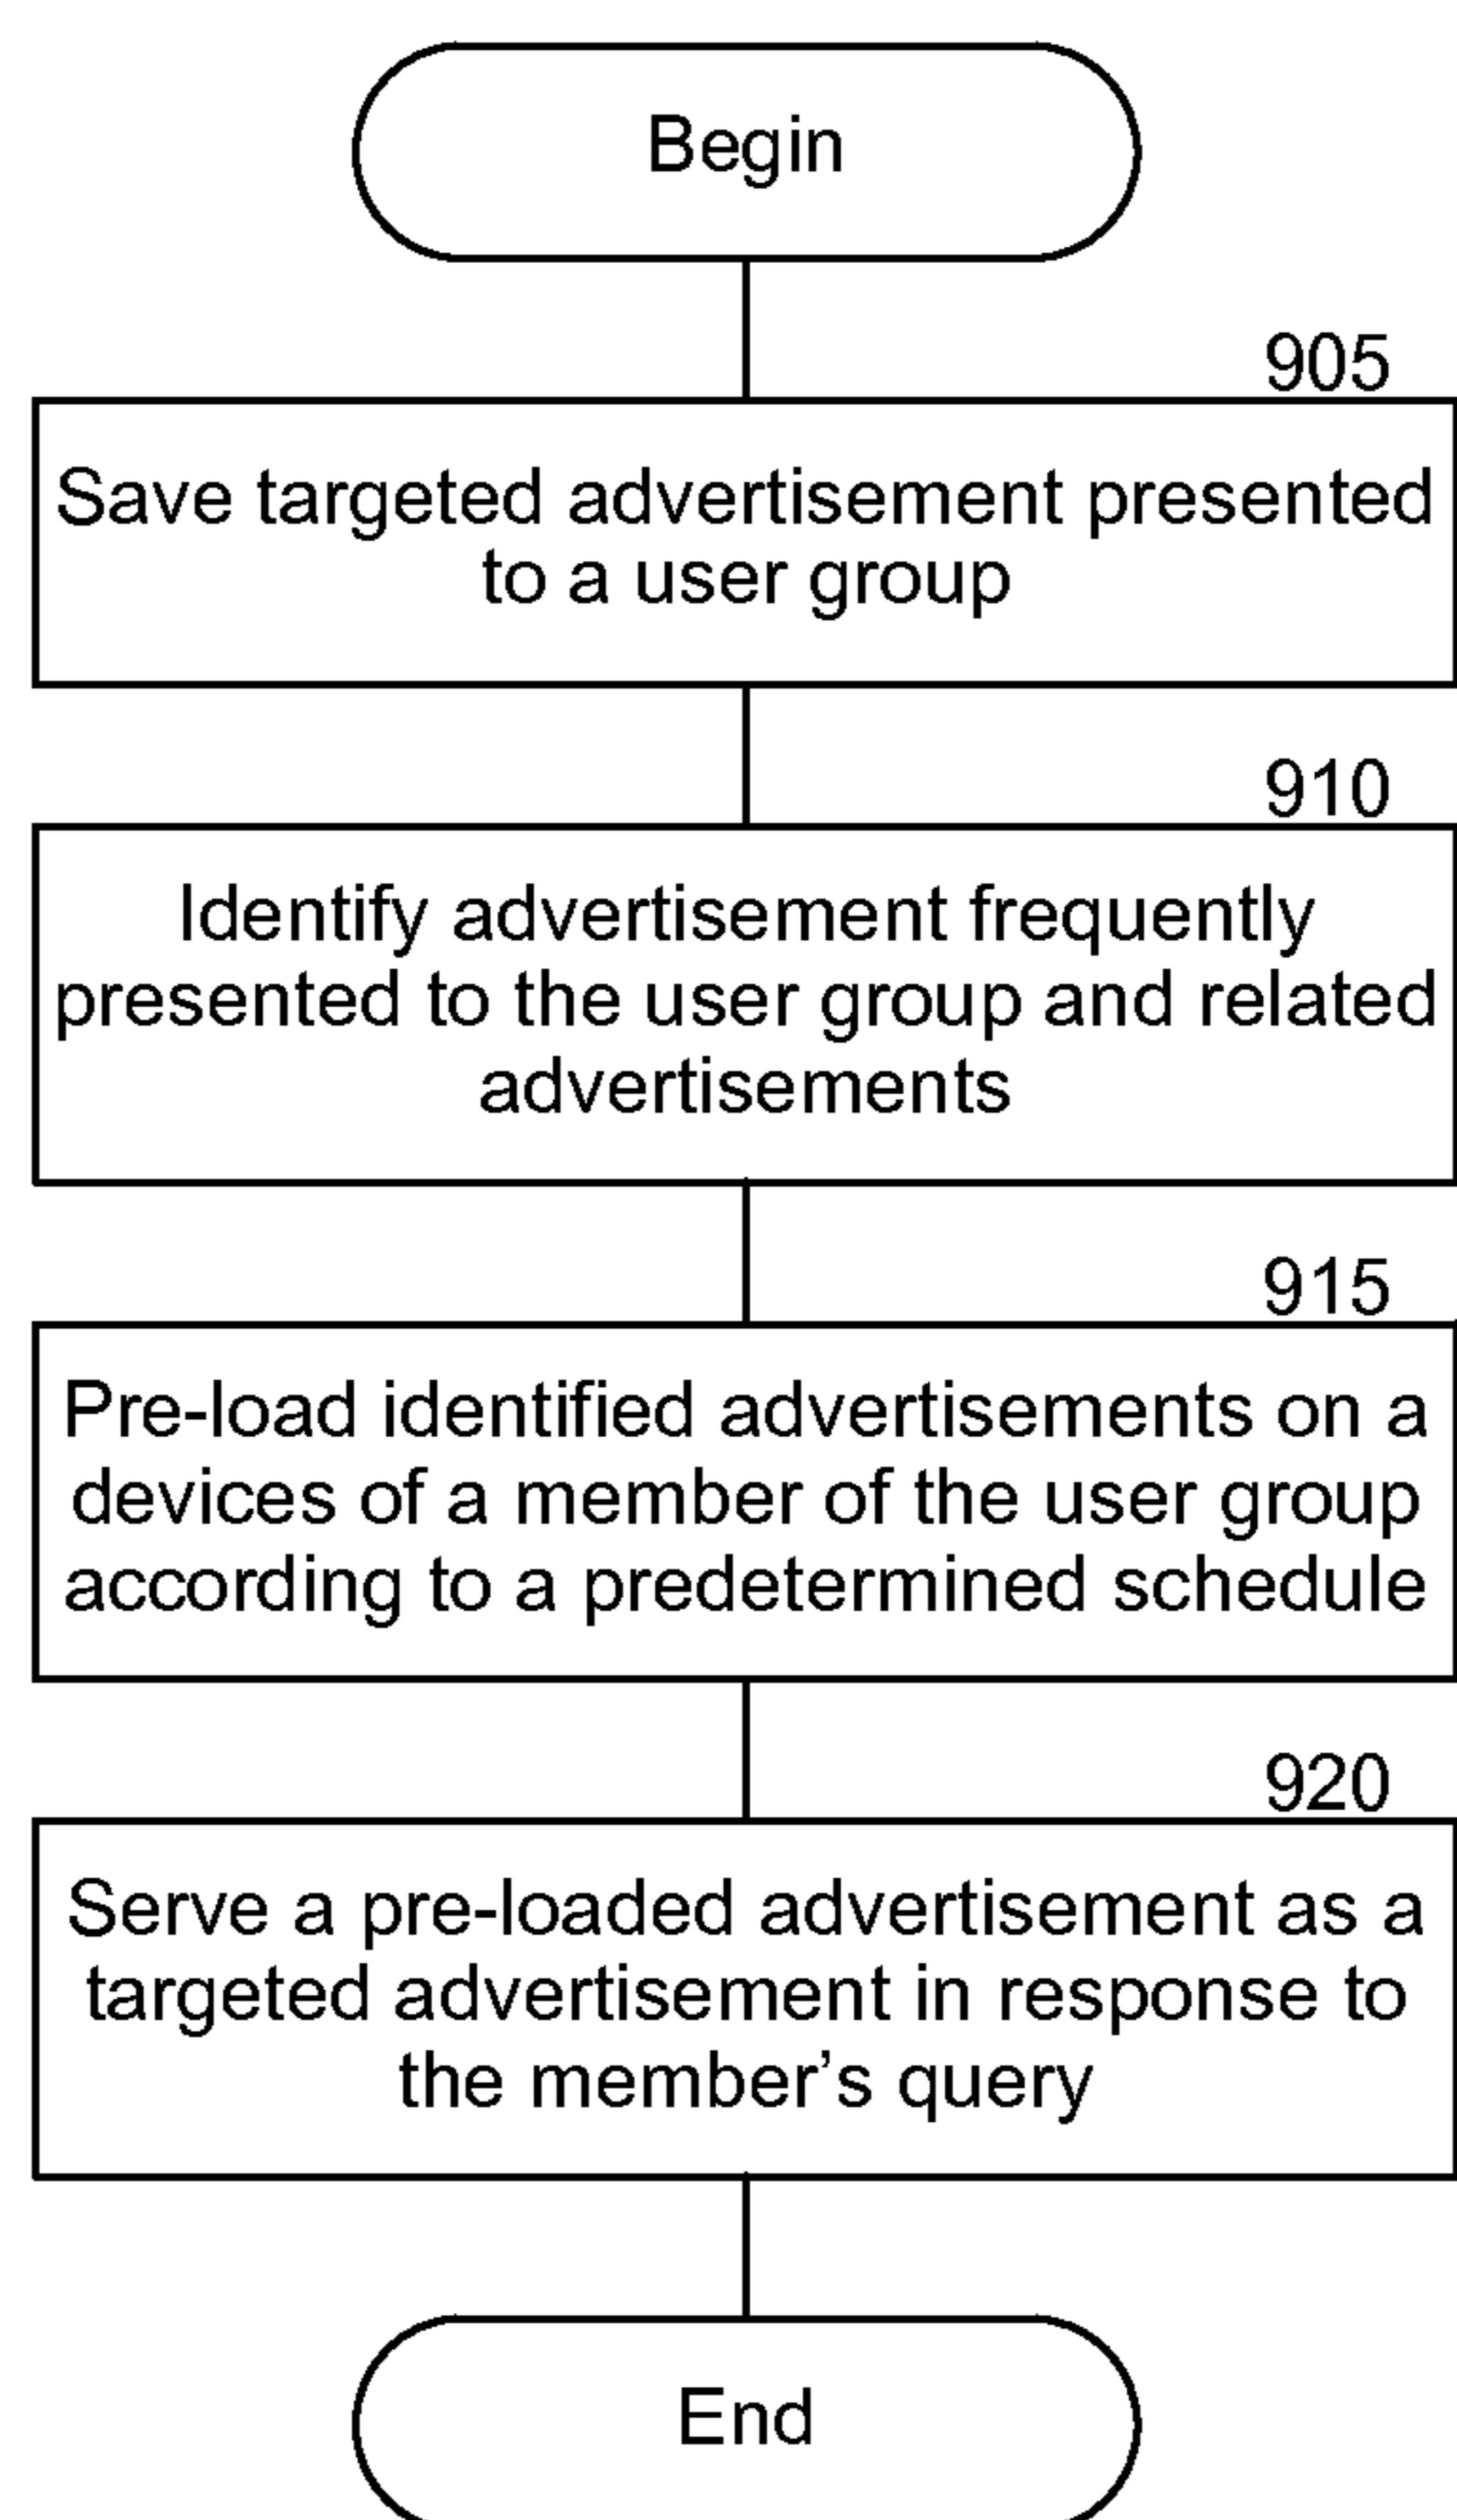 Begin
905
Save targeted advertisement presented
to a user group
910
Identify advertisement frequently
presented to the user group and related
advertisements
915
Pre-load identified advertisements on a
devices of a member of the user group
according to a predetermined schedule
920
Serve a pre-loaded advertisement as a
targeted advertisement in response to
the member's query
End